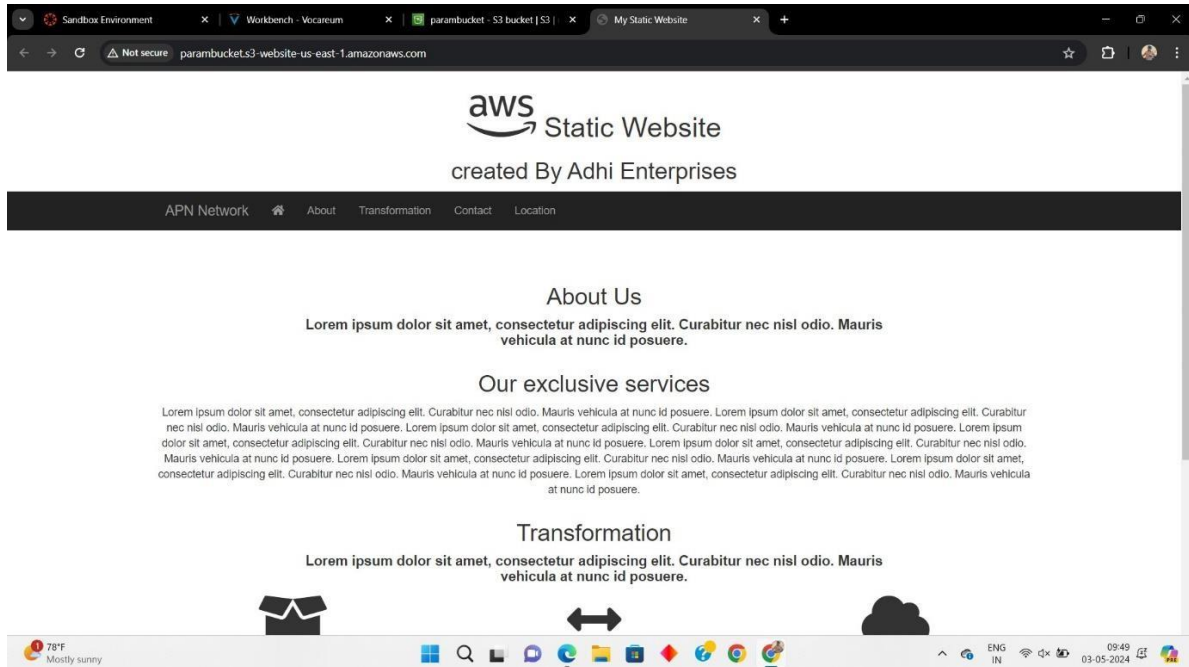 Sandbox Environment
Workbench - Vocareum
parambucket - S3 bucket | S3 |
My Static Website
Not secure
parambucket.s3-website-us-east-1.amazonaws.com
aws Static Website
created By Adhi Enterprises
APN Network About Transformation Contact Location
About Us
Lorem ipsum dolor sit amet, consectetur adipiscing elit. Curabitur nec nisl odio. Mauris
vehicula at nunc id posuere.
Our exclusive services
Lorem ipsum dolor sit amet, consectetur adipiscing elit. Curabitur nec nisl odio. Mauris vehicula at nunc id posuere. Lorem ipsum dolor sit amet, consectetur adipiscing elit. Curabitur
nec nisl odio. Mauris vehicula at nunc id posuere. Lorem ipsum dolor sit amet, consectetur adipiscing elit. Curabitur nec nisl odio. Mauris vehicula at nunc id posuere. Lorem ipsum
dolor sit amet, consectetur adipiscing elit. Curabitur nec nisl odio. Mauris vehicula at nunc id posuere. Lorem ipsum dolor sit amet, consectetur adipiscing elit. Curabitur nec nisl odio.
Mauris vehicula at nunc id posuere. Lorem ipsum dolor sit amet, consectetur adipiscing elit. Curabitur nec nisl odio. Mauris vehicula at nunc id posuere. Lorem ipsum dolor sit amet,
consectetur adipiscing elit. Curabitur nec nisl odio. Mauris vehicula at nunc id posuere. Lorem ipsum dolor sit amet, consectetur adipiscing elit. Curabitur nec nisl odio. Mauris vehicula
at nunc id posuere.
Transformation
Lorem ipsum dolor sit amet, consectetur adipiscing elit. Curabitur nec nisl odio. Mauris
vehicula at nunc id posuere.
1
78°F
Mostly sunny
ENG
IN
09:49
03-05-2024
PRE